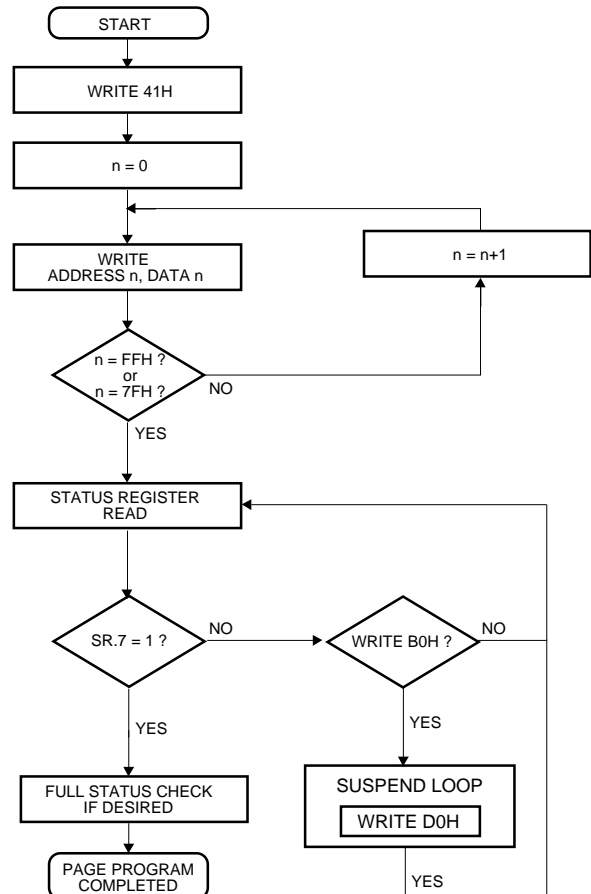 START
WRITE 41H
n = 0
WRITE
ADDRESS n, DATA n
n = n+1
n = FFH ?
or
n = 7FH ?
NO
YES
STATUS REGISTER
READ
SR.7 = 1 ?
NO
WRITE B0H ?
NO
YES
YES
FULL STATUS CHECK
IF DESIRED
SUSPEND LOOP
WRITE D0H
YES
PAGE PROGRAM
COMPLETED